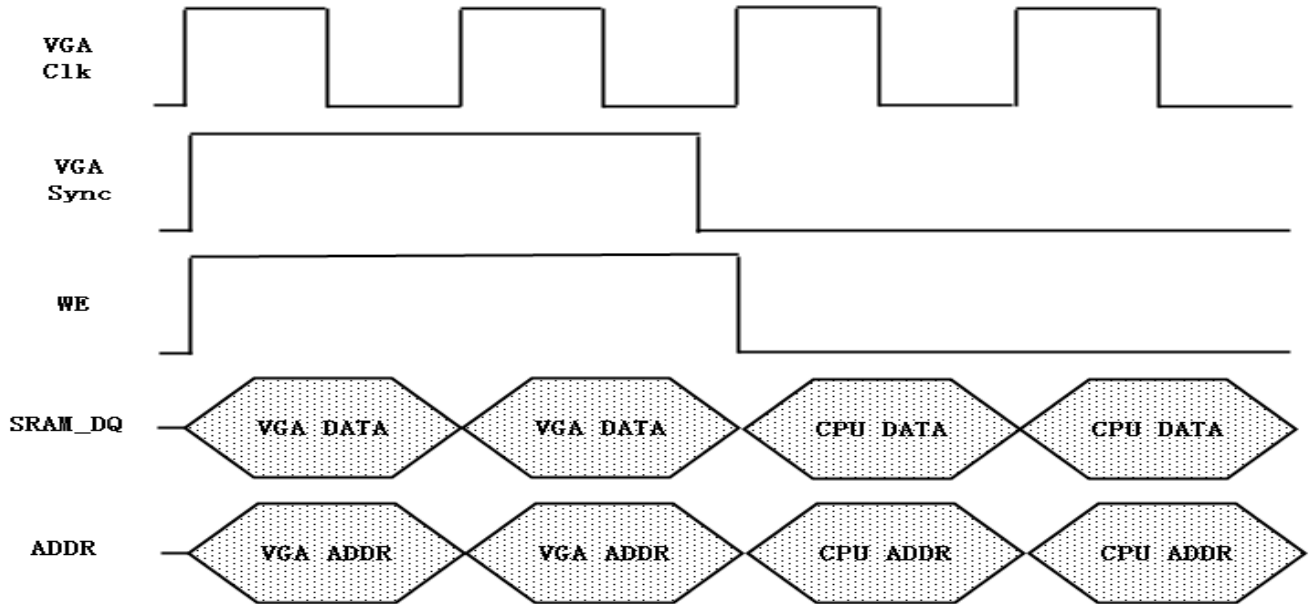 VGA
Clk
VGA
Sync
WE
SRAM_DQ VGA DATA VGA DATA CPU DATA CPU DATA
ADDR VGA ADDR VGA ADDR CPU ADDR CPU ADDR